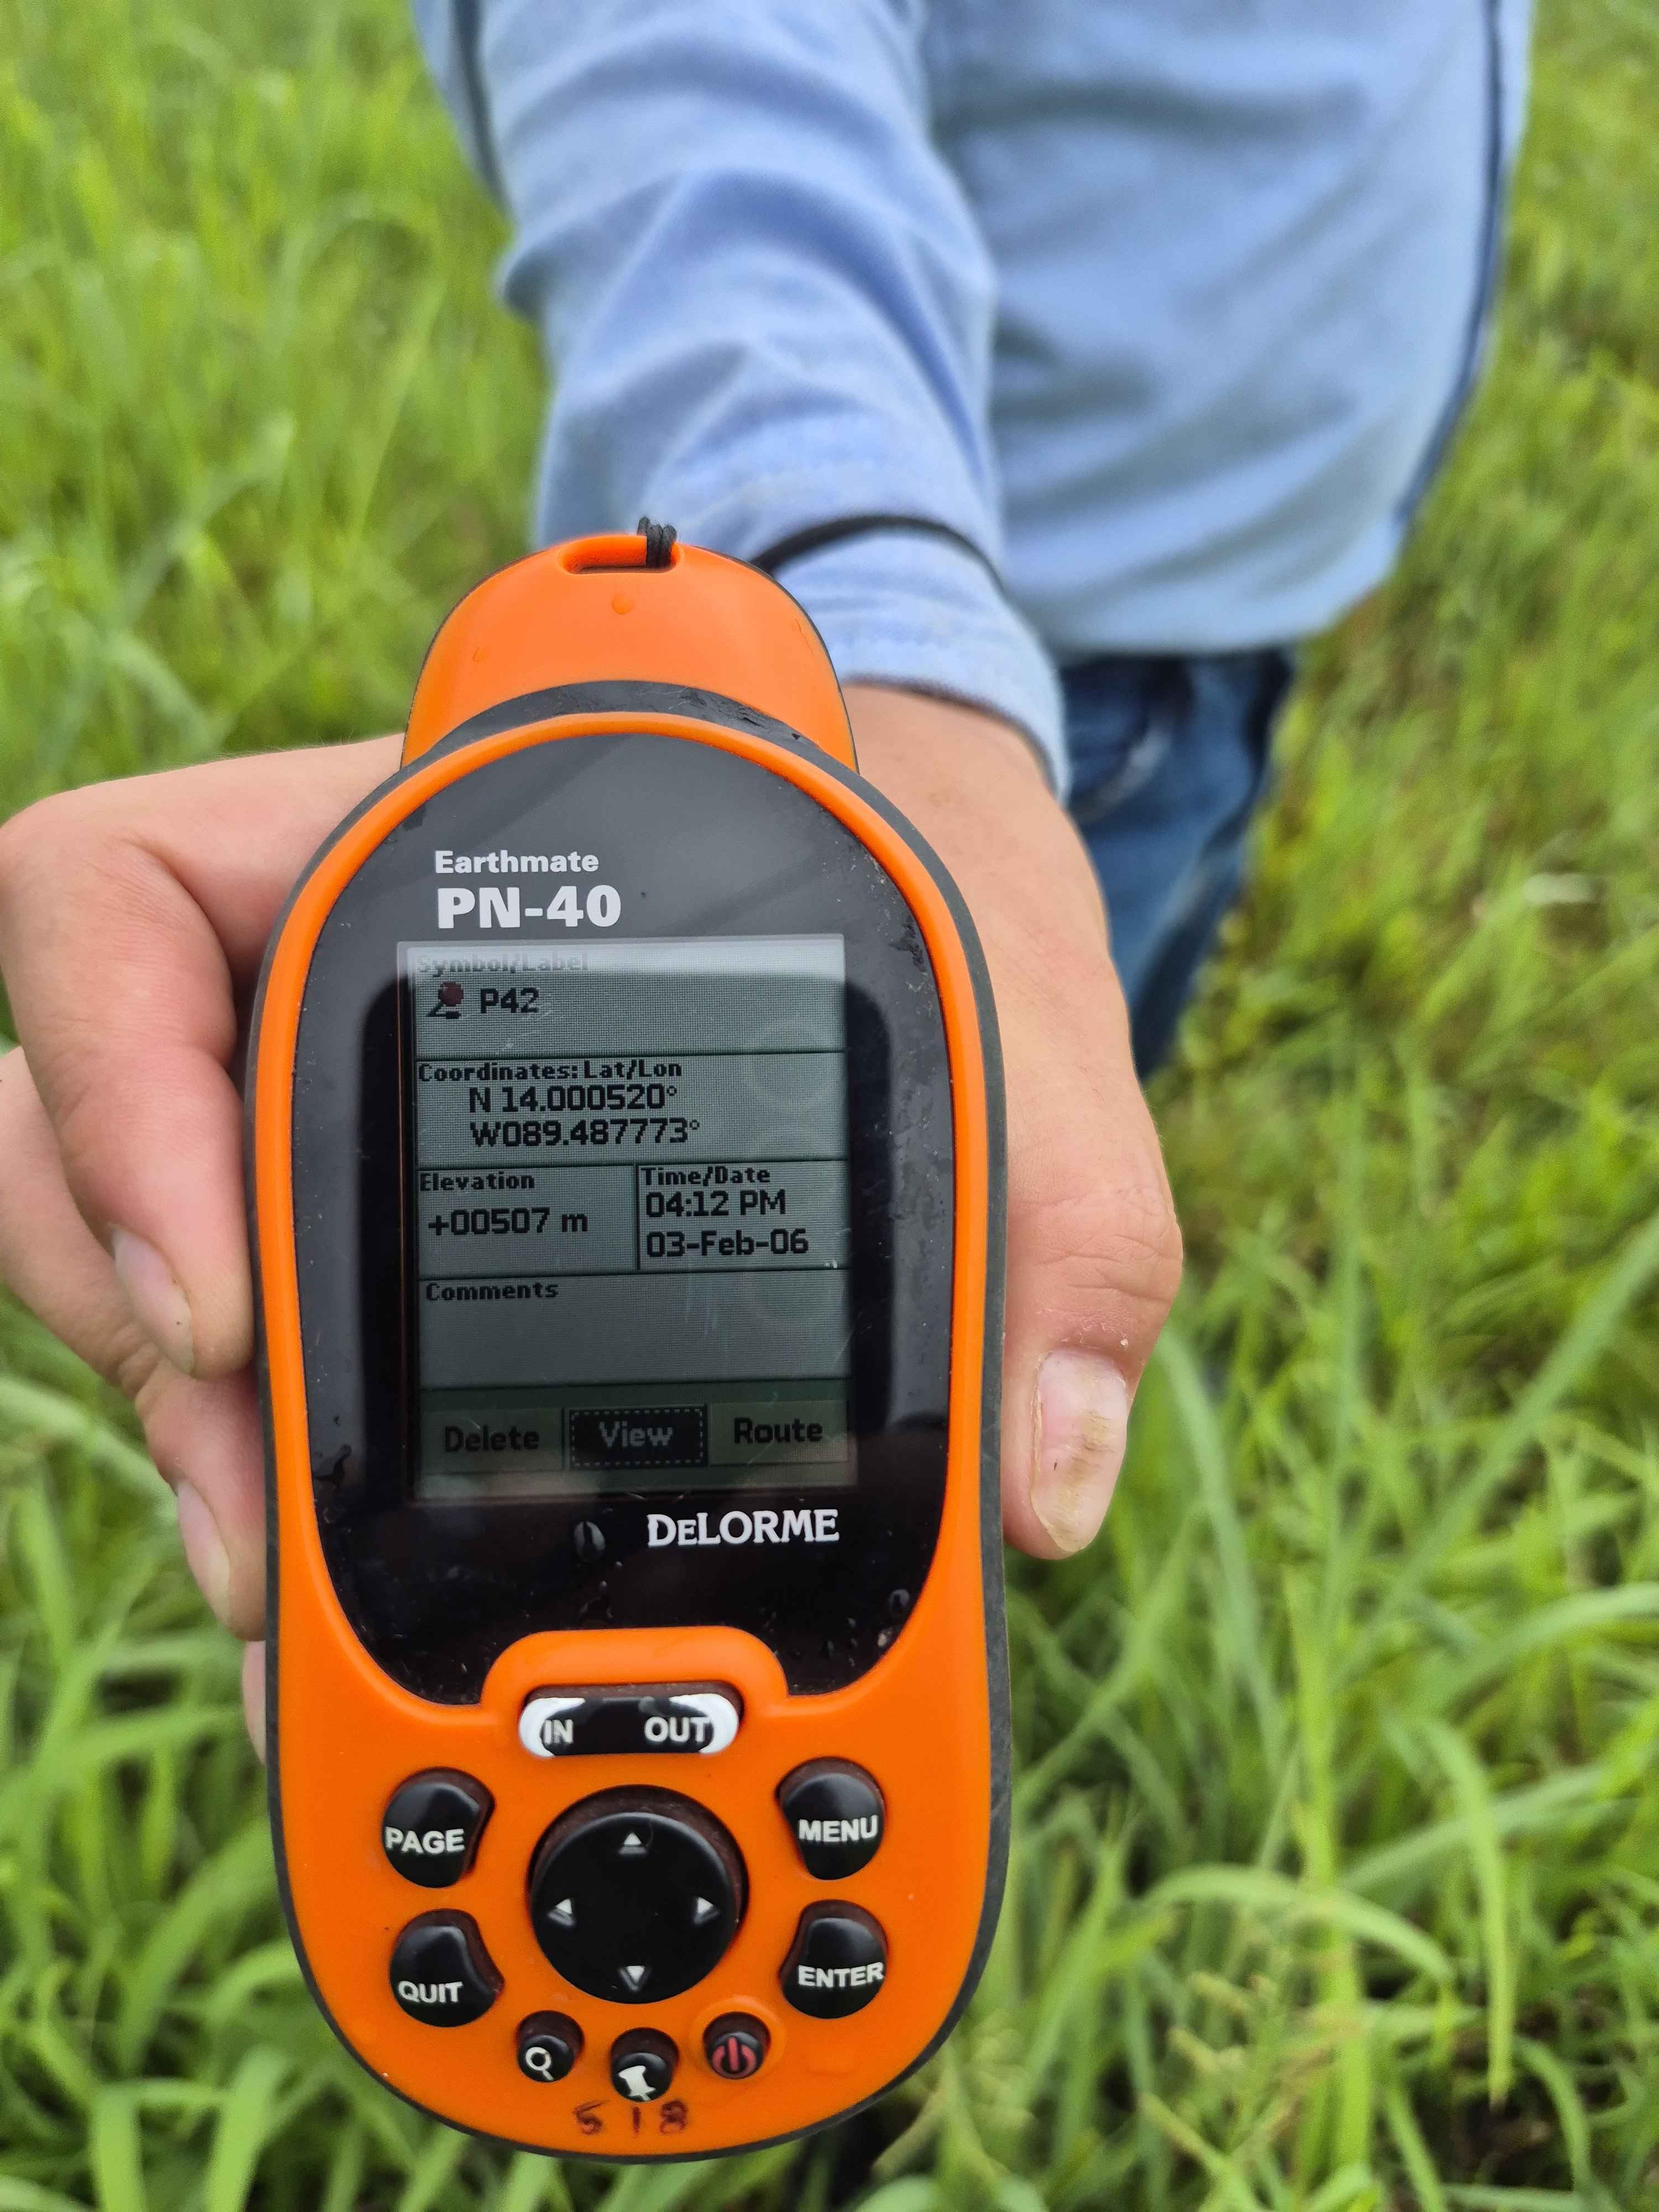 Earthmate
PN-40
Symbol/Label
P42
Coordinates: Lat/Lon
N 14.000520°
W089.487773°
Elevation
+00507 m
Time/Date
04:12 PM
03-Feb-06
Comments
Delete View Route
DELORME
IN OUT
PAGE MENU
QUIT ENTER
518